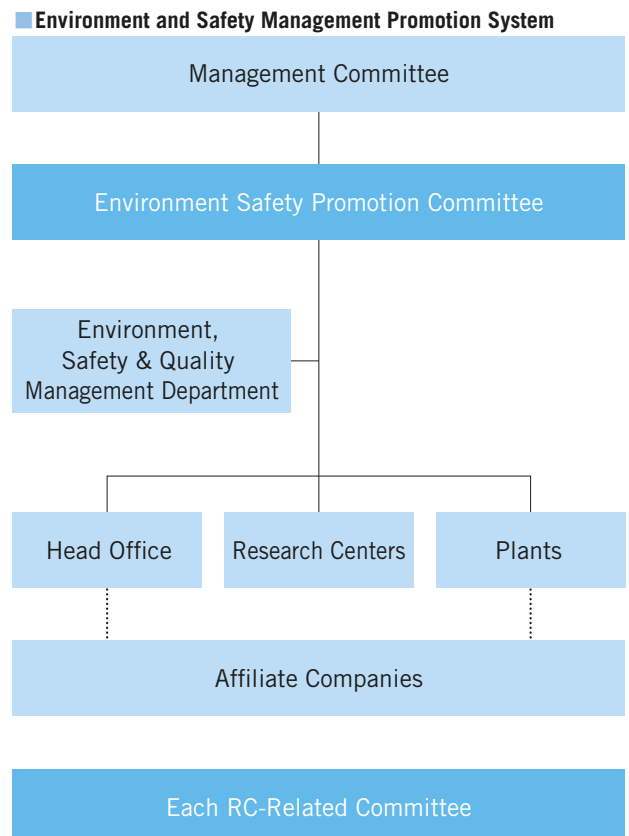 Environment and Safety Management Promotion System
Management Committee
Environment Safety Promotion Committee
Environment,
Safety & Quality
Management Department
Head Office
Research Centers
Plants
Affiliate Companies
Each RC-Related Committee